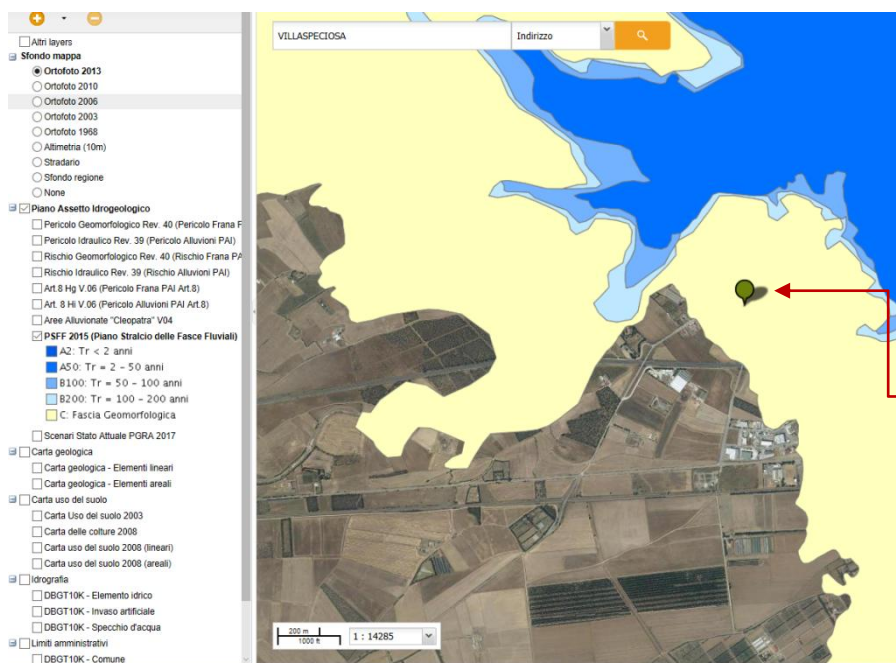 Altri layers
Sfondo mappa
Ortofoto 2013
Ortofoto 2010
Ortofoto 2006
Ortofoto 2003
Ortofoto 1968
Altimetria (10m)
Stradario
Sfondo regione
None
Piano Assetto Idrogeologico
Pericolo Geomorfologico Rev. 40 (Pericolo Frana P
Pericolo Idraulico Rev. 39 (Pericolo Alluvioni PAI)
Rischio Geomorfologico Rev. 40 (Rischio Frana PA
Rischio Idraulico Rev. 39 (Rischio Alluvioni PAI)
Art.8 Hg V.06 (Pericolo Frana PAI Art.8)
Art. 8 Hi V.06 (Pericolo Alluvioni PAI Art.8)
Aree Alluvionate "Cleopatra" V04
PSFF 2015 (Piano Stralcio delle Fasce Fluviali)
A2: Tr < 2 anni
A50: Tr = 2 – 50 anni
B100: Tr = 50 – 100 anni
B200: Tr = 100 – 200 anni
C: Fascia Geomorfologica
Scenari Stato Attuale PGRA 2017
Carta geologica
Carta geologica - Elementi lineari
Carta geologica - Elementi areali
Carta uso del suolo
Carta Uso del suolo 2003
Carta delle colture 2008
Carta uso del suolo 2008 (lineari)
Carta uso del suolo 2008 (areali)
Idrografia
DBGT10K - Elemento idrico
DBGT10K - Invaso artificiale
DBGT10K - Specchio d'acqua
Limiti amministrativi
DBGT10K - Comune
VILLASPECIOSA Indirizzo
200 m
1000 ft
1 : 14285